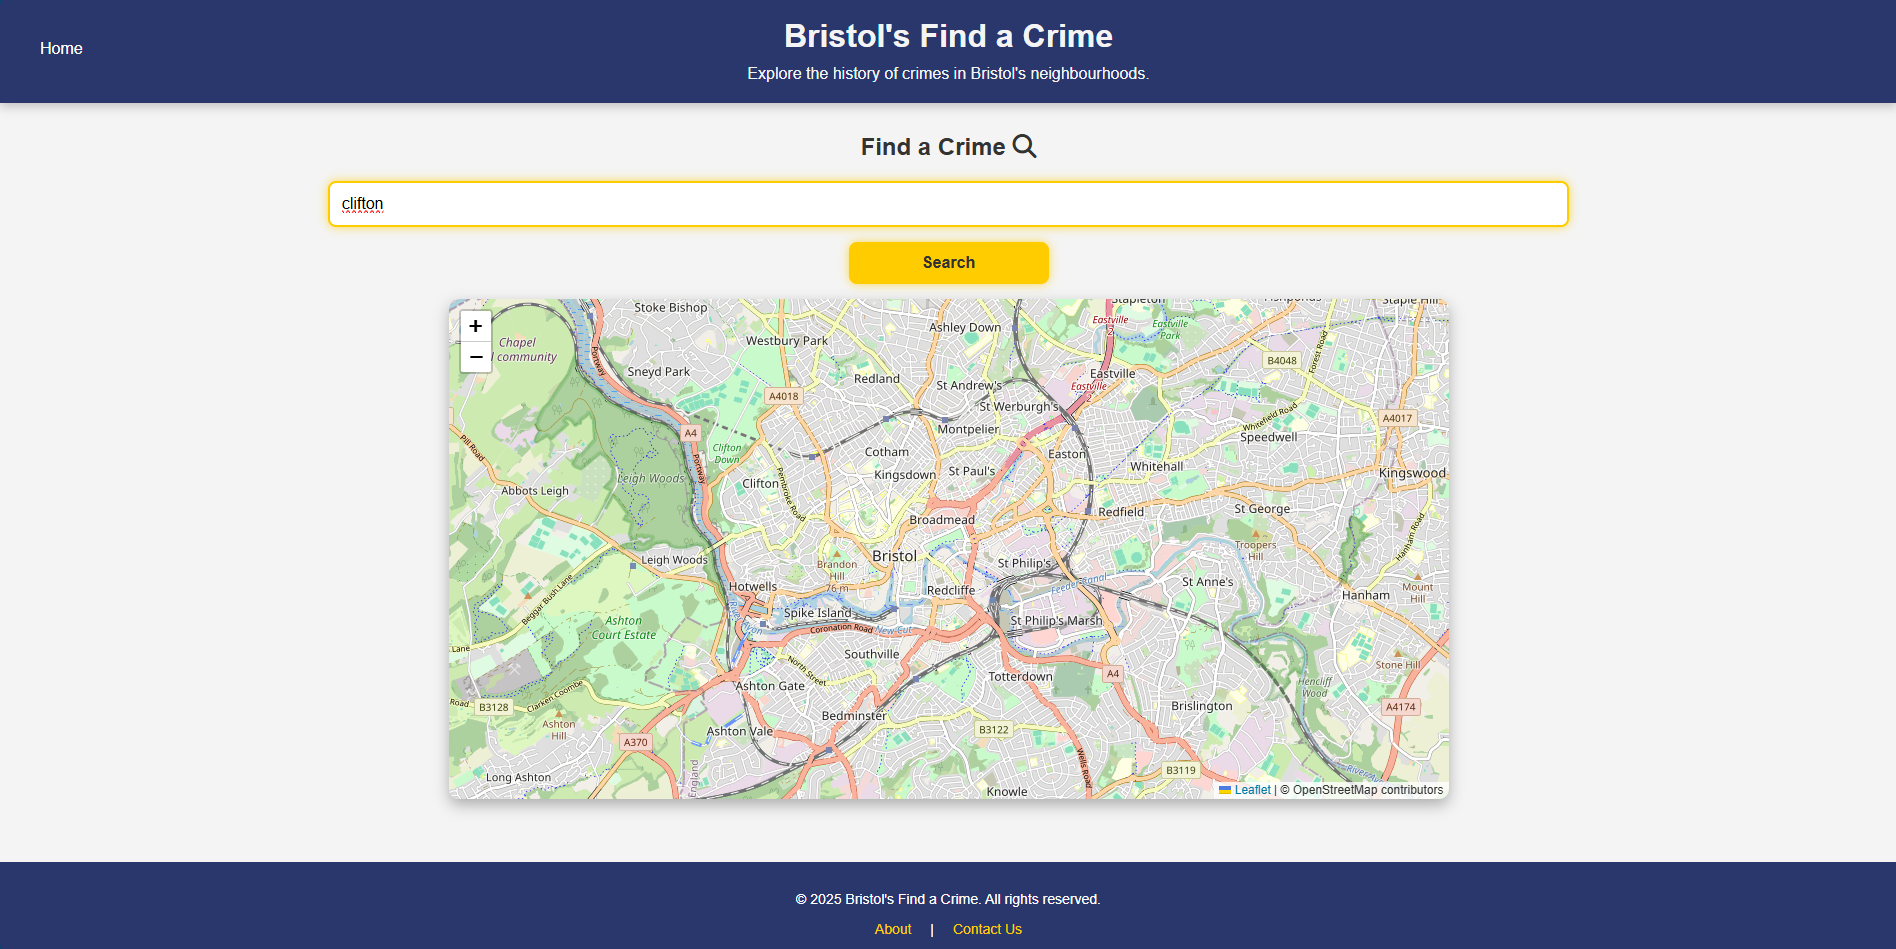 Home
Bristol's Find a Crime
Explore the history of crimes in Bristol's neighbourhoods.
Find a Crime
clifton
Search
+
−
Stoke Bishop
Stapleton
Staple Hill
Chapel
community
Portway
Ashley Down
Eastville
2
Eastville
Park
Westbury Park
B4048
Forest Road
Sneyd Park
Redland
St Andrew's
Eastville
Eastville
2
A4018
St Werburgh's
Whitefield Road
A4017
A4
Montpelier
Speedwell
Pill Road
Clifton
Down
Cotham
Easton
Whitehall
Portway
Leigh Woods
Kingsdown
St Paul's
Kingswood
Abbots Leigh
Clifton
Pembroke Road
Broadmead
Redfield
St George
Hanham Road
Leigh Woods
Bristol
Troopers
Hill
Brandon
Hill
76 m
St Philip's
Beggar Bush Lane
Hotwells
Redcliffe
Feeder Canal
St Anne's
Mount
Hill
Hanham
Spike Island
River Avon
Ashton
Court Estate
Coronation Road
New Cut
St Philip's Marsh
Lane
Southville
North Street
Stone Hill
Totterdown
A4
Ashton Gate
Hencliff
Wood
Road
B3128
Clarken Coombe
Bedminster
Brislington
A4174
Ashton
Hill
A370
Ashton Vale
B3122
Wells Road
Long Ashton
England
B3119
Knowle
Leaflet | © OpenStreetMap contributors
© 2025 Bristol's Find a Crime. All rights reserved.
About | Contact Us